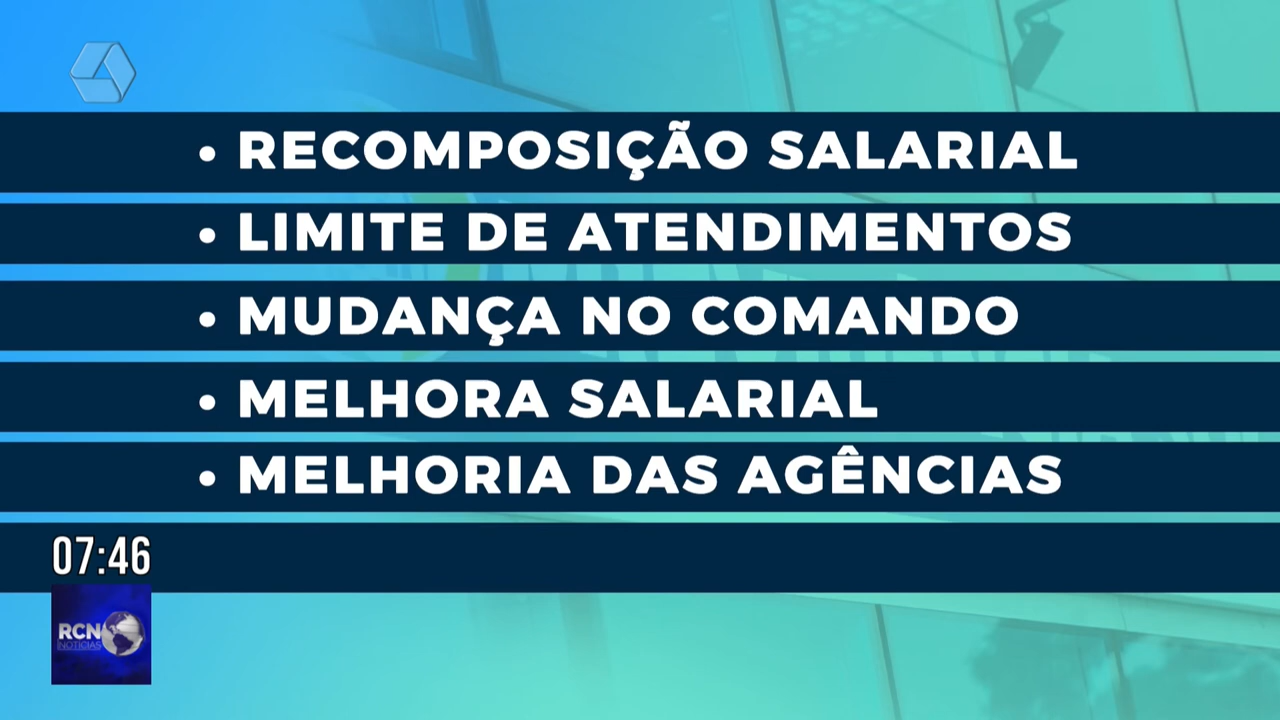 • RECOMPOSIÇÃO SALARIAL
• LIMITE DE ATENDIMENTOS
• MUDANÇA NO COMANDO
• MELHORA SALARIAL
• MELHORIA DAS AGÊNCIAS
07:46
RCN
NOTÍCIAS